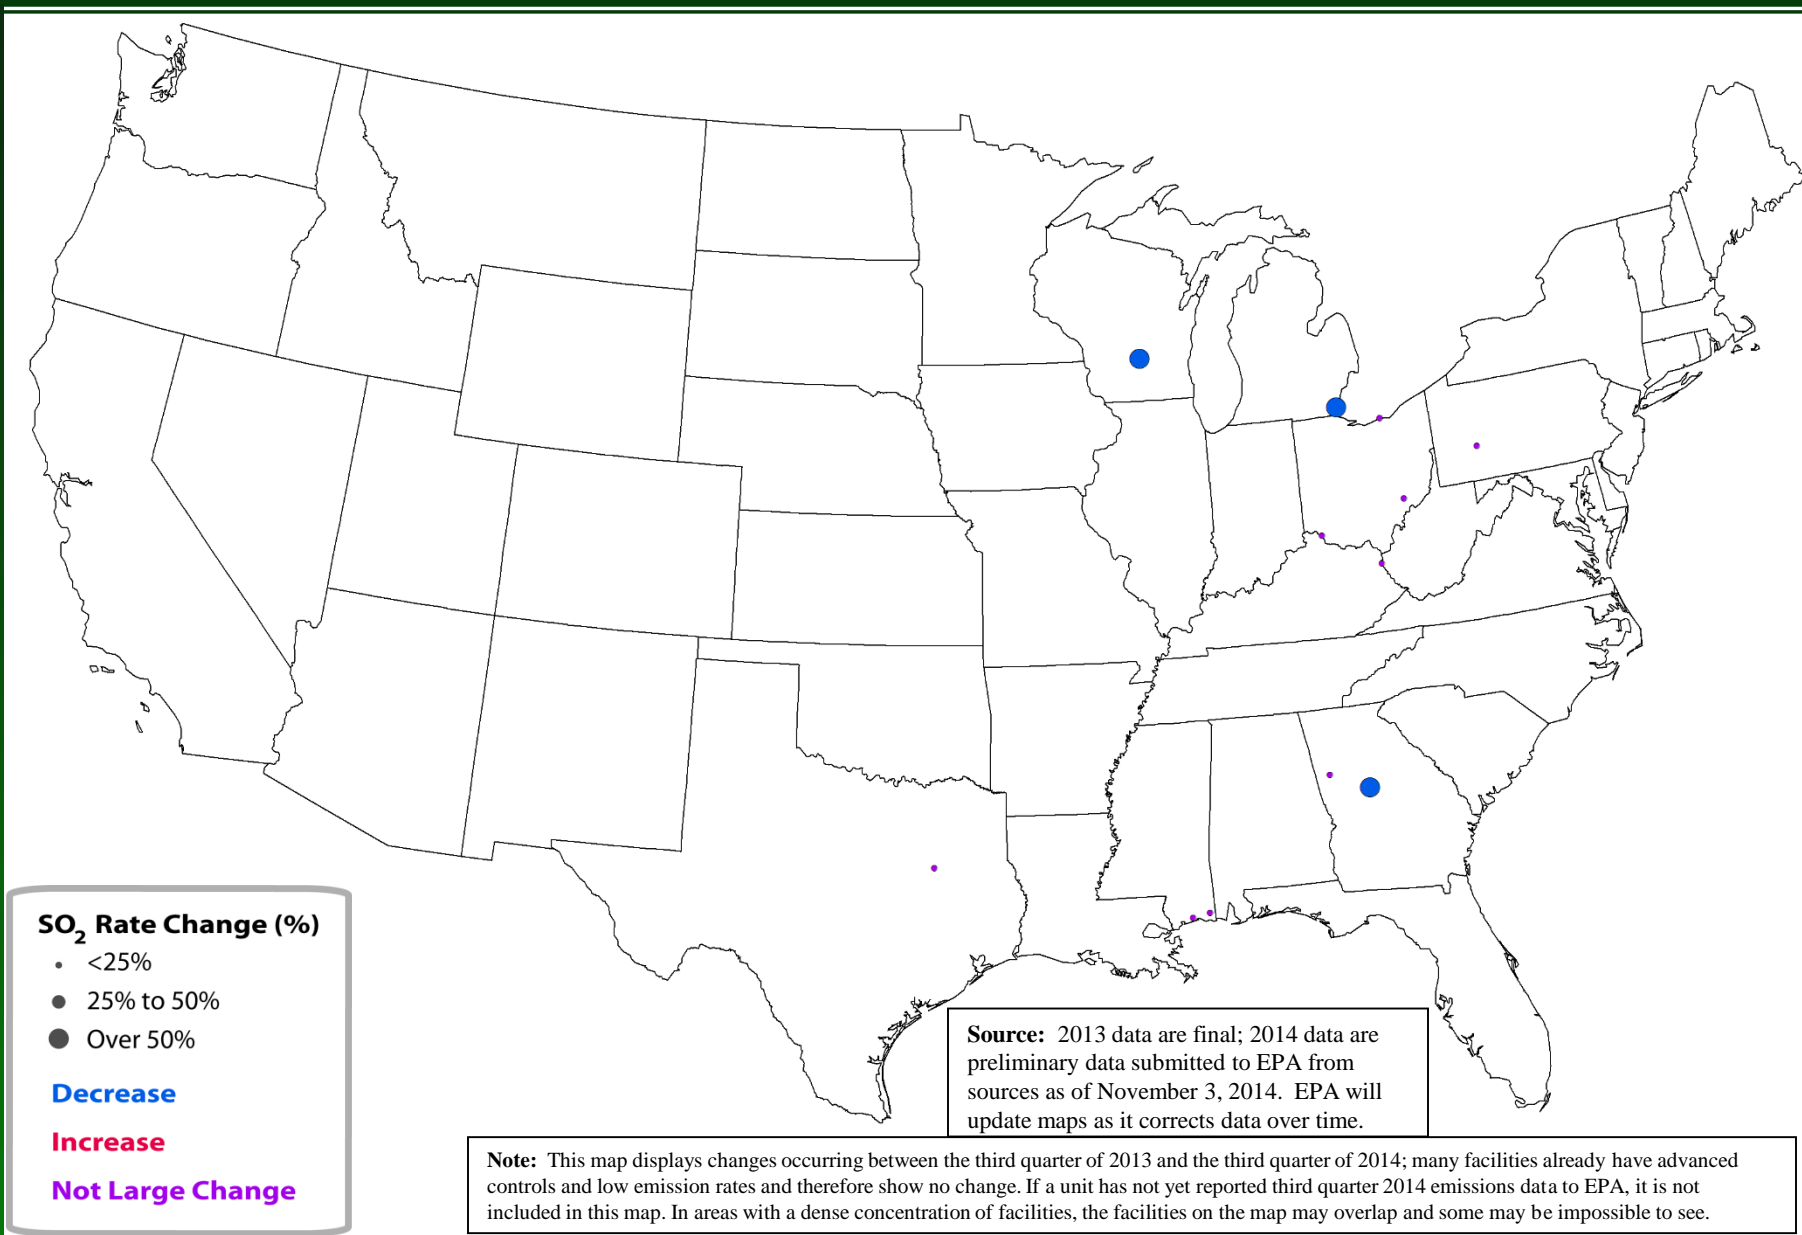 SO2 Rate Change (%)
<25%
25% to 50%
Over 50%
Decrease
Increase
Not Large Change
Source: 2013 data are final; 2014 data are
preliminary data submitted to EPA from
sources as of November 3, 2014. EPA will
update maps as it corrects data over time.
Note: This map displays changes occurring between the third quarter of 2013 and the third quarter of 2014; many facilities already have advanced
controls and low emission rates and therefore show no change. If a unit has not yet reported third quarter 2014 emissions data to EPA, it is not
included in this map. In areas with a dense concentration of facilities, the facilities on the map may overlap and some may be impossible to see.